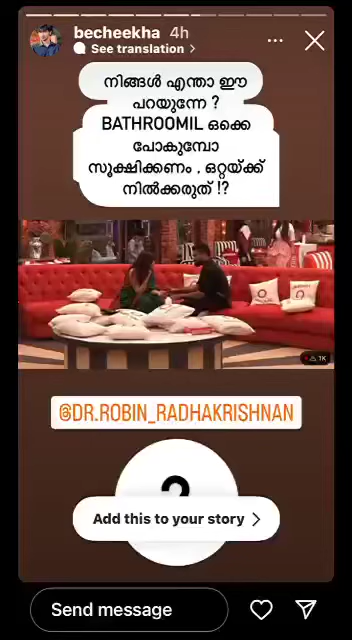 becheekha 4h
See translation >
നിങ്ങൾ എന്താ ഈ
പറയുന്നേ ?
BATHROOMIL ഒക്കെ
പോകുമ്പോ
സൂക്ഷിക്കണം , ഒറ്റയ്ക്ക്
നിൽക്കരുത് !?
1K
@DR.ROBIN_RADHAKRISHNAN
?
Add this to your story >
Send message